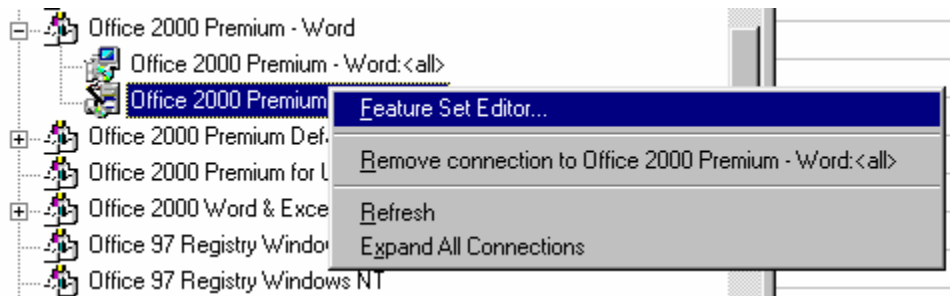 Office 2000 Premium - Word
Office 2000 Premium - Word:<all>
Office 2000 Premium
Feature Set Editor...
Office 2000 Premium Def
Remove connection to Office 2000 Premium - Word:<all>
Office 2000 Premium for
Office 2000 Word & Exce
Refresh
Office 97 Registry Windo
Expand All Connections
Office 97 Registry Windows NT